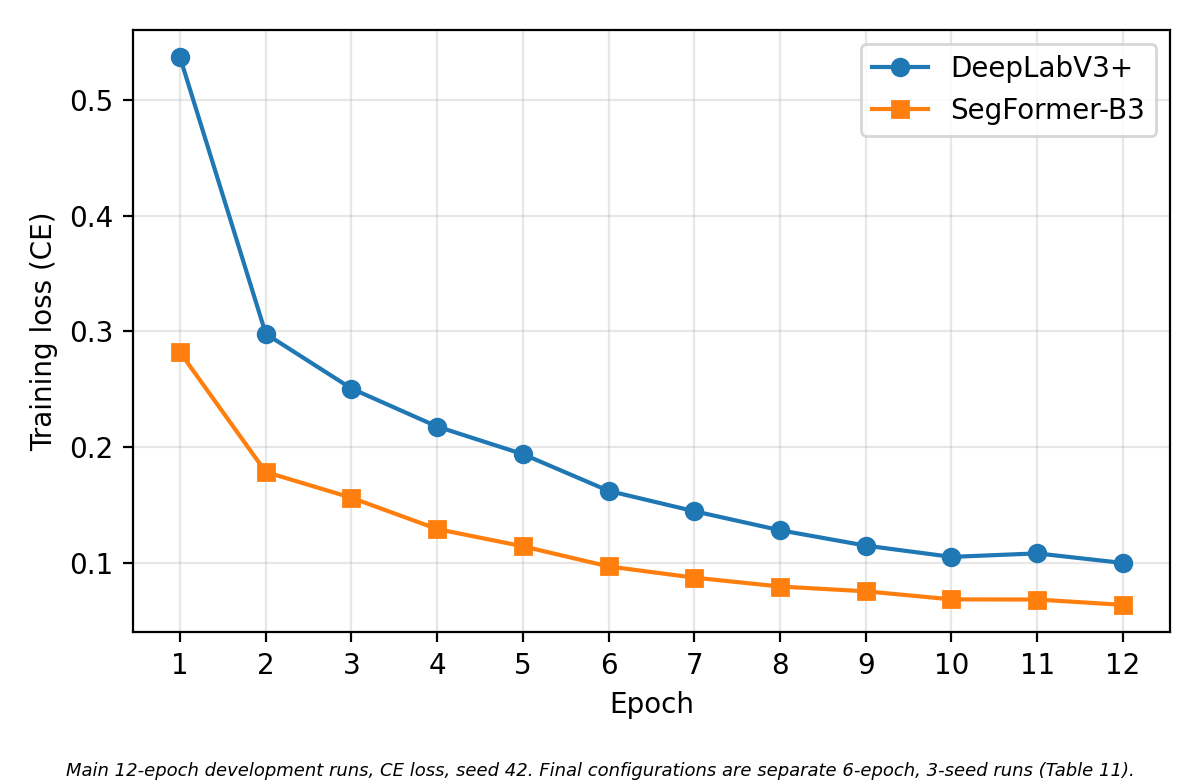 DeepLabV3+
SegFormer-B3
0.5
0.4
0.3
0.2
0.1
Training loss (CE)
1 2 3 4 5 6 7 8 9 10 11 12
Epoch
Main 12-epoch development runs, CE loss, seed 42. Final configurations are separate 6-epoch, 3-seed runs (Table 11).